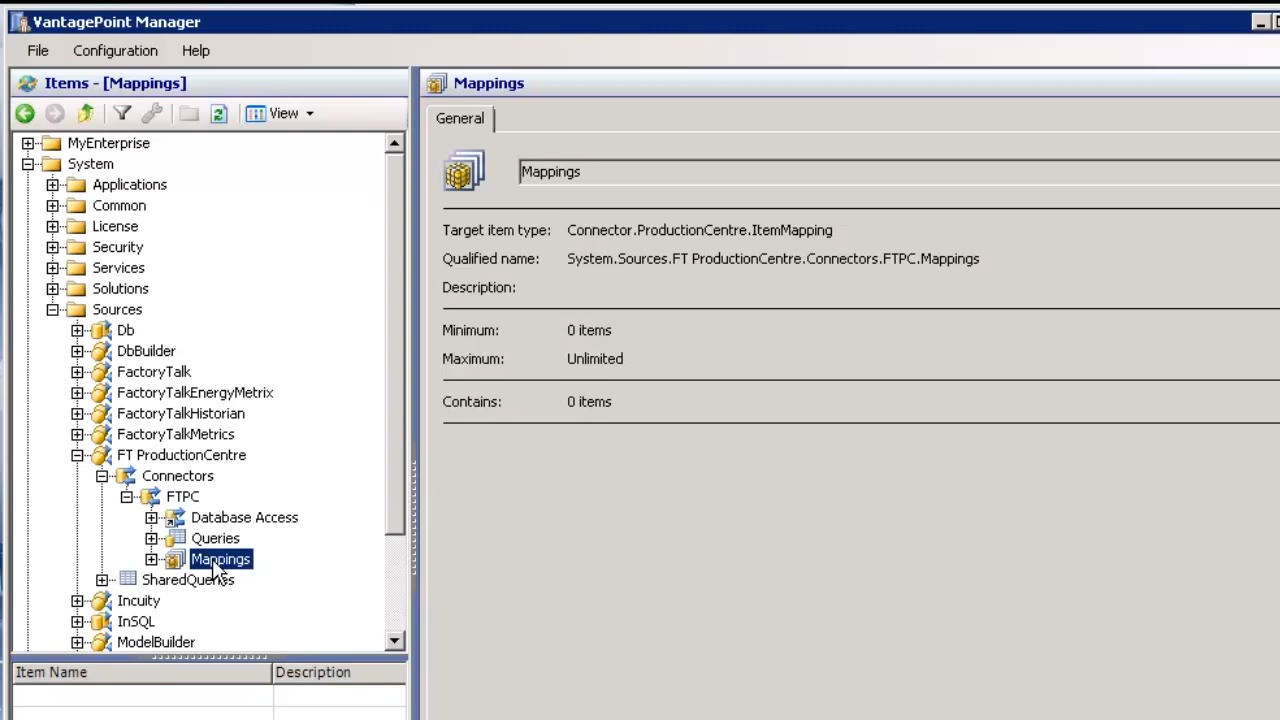 VantagePoint Manager
File Configuration Help
Items - [Mappings]
View
MyEnterprise
System
Applications
Common
License
Security
Services
Solutions
Sources
Db
DbBuilder
FactoryTalk
FactoryTalkEnergyMetrix
FactoryTalkHistorian
FactoryTalkMetrics
FT ProductionCentre
Connectors
FTPC
Database Access
Queries
Mappings
SharedQueries
Incuity
InSQL
ModelBuilder
Item Name Description
Mappings
General
Mappings
Target item type: Connector.ProductionCentre.ItemMapping
Qualified name: System.Sources.FT ProductionCentre.Connectors.FTPC.Mappings
Description:
Minimum: 0 items
Maximum: Unlimited
Contains: 0 items